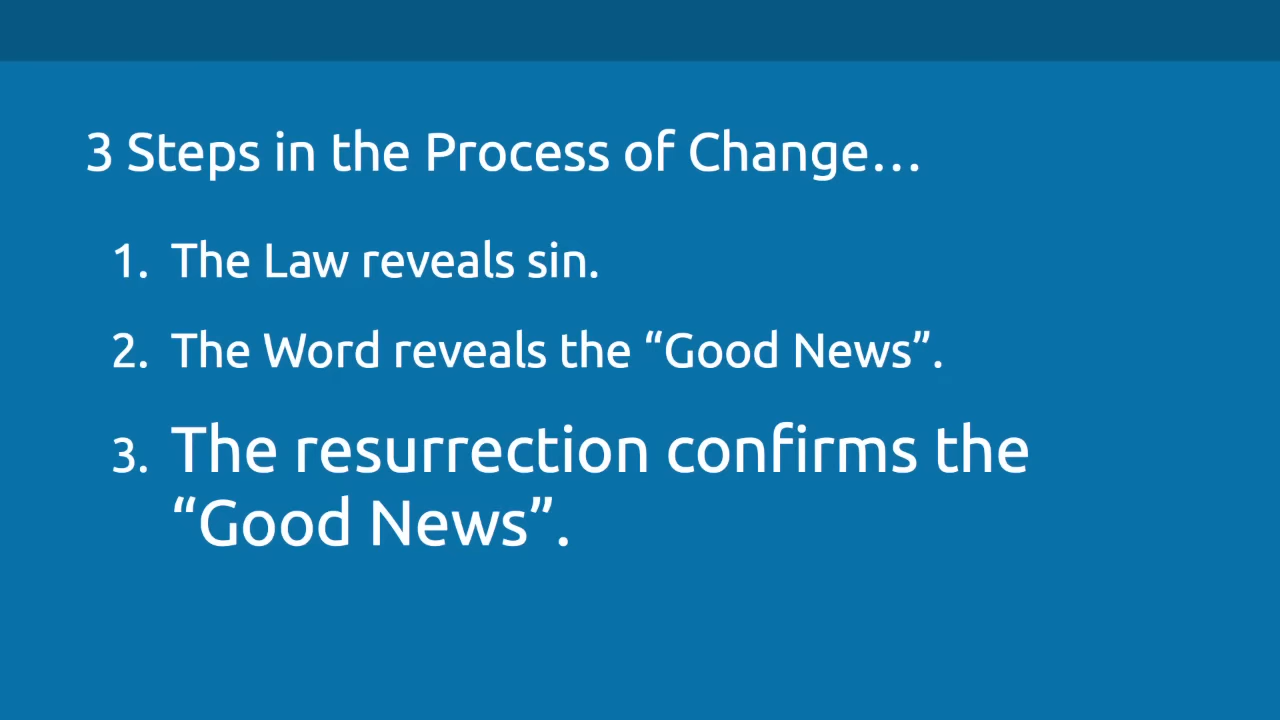 3 Steps in the Process of Change…
1. The Law reveals sin.
2. The Word reveals the “Good News”.
3. The resurrection confirms the
“Good News”.